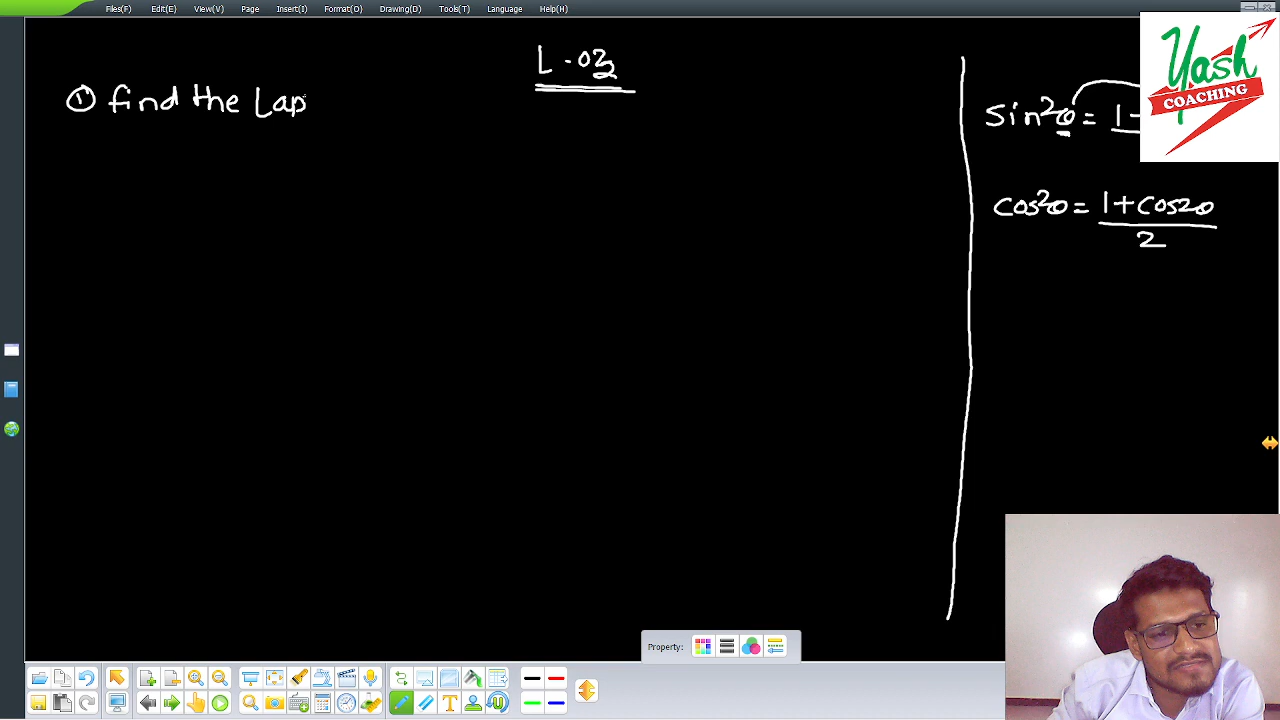 Files(F) Edit(E) View(V) Page Insert(I) Format(O) Drawing(D) Tools(T) Language Help(H)
L-03
① find the Lap
sin²θ = 1-
cos²θ = 1+cos2θ
2
Yash
COACHING
Property: